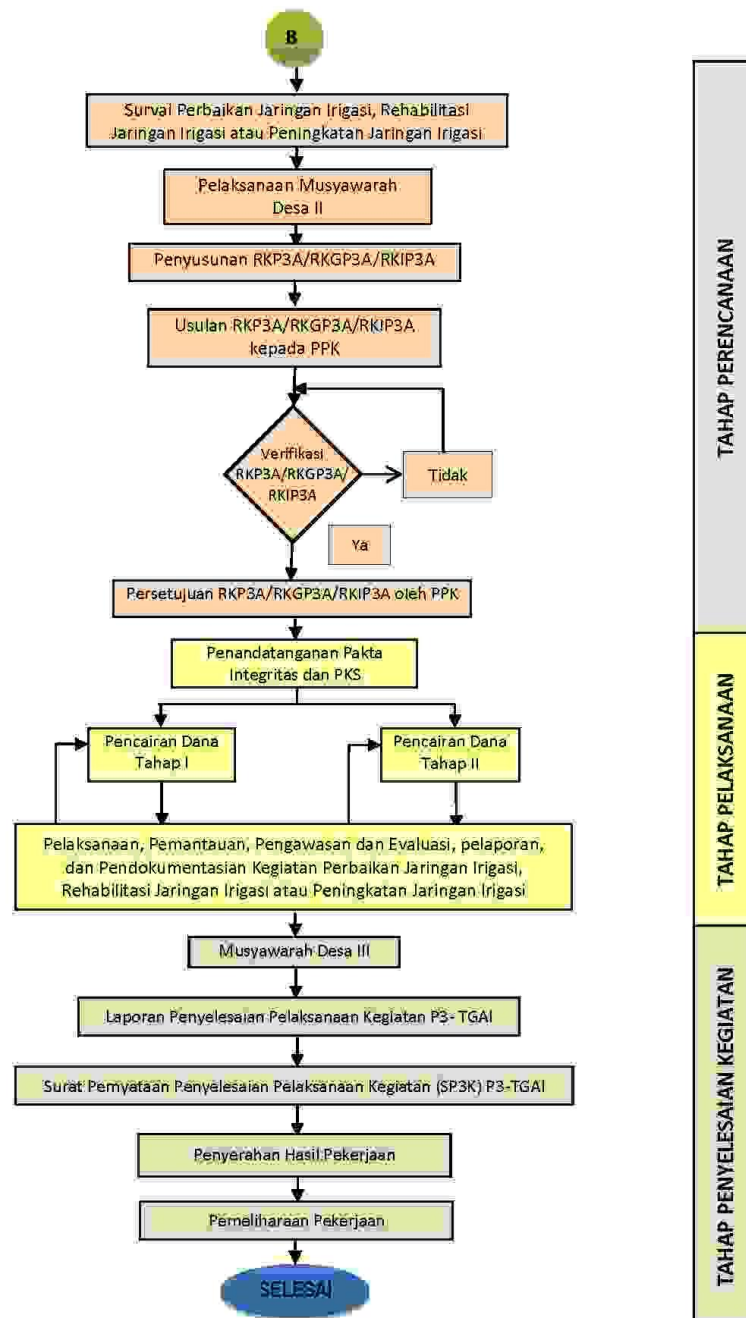 B
Survai Perbaikan Jaringan Irigasi, Rehabilitasi
Jaringan Irigasi atau Peningkatan Jaringan Irigasi
Pelaksanaan Musyawarah
Desa II
Penyusunan RKP3A/RKGP3A/RKIP3A
Usulan RKP3A/RKGP3A/RKIP3A
kepada PPK
Verifikasi
RKP3A/RKGP3A/
RKIP3A
Tidak
Ya
Persetujuan RKP3A/RKGP3A/RKIP3A oleh PPK
Penandatanganan Pakta
Integritas dan PKS
Pencairan Dana
Tahap I
Pencairan Dana
Tahap II
Pelaksanaan, Pemantauan, Pengawasan dan Evaluasi, pelaporan,
dan Pendokumentasian Kegiatan Perbaikan Jaringan Irigasi,
Rehabilitasi Jaringan Irigasi atau Peningkatan Jaringan Irigasi
Musyawarah Desa III
Laporan Penyelesaian Pelaksanaan Kegiatan P3- TGAI
Surat Pernyataan Penyelesaian Pelaksanaan Kegiatan (SP3K) P3-TGAI
Penyerahan Hasil Pekerjaan
Pemeliharaan Pekerjaan
SELESAI
TAHAP PERENCANAAN
TAHAP PELAKSANAAN
TAHAP PENYELESAIAN KEGIATAN